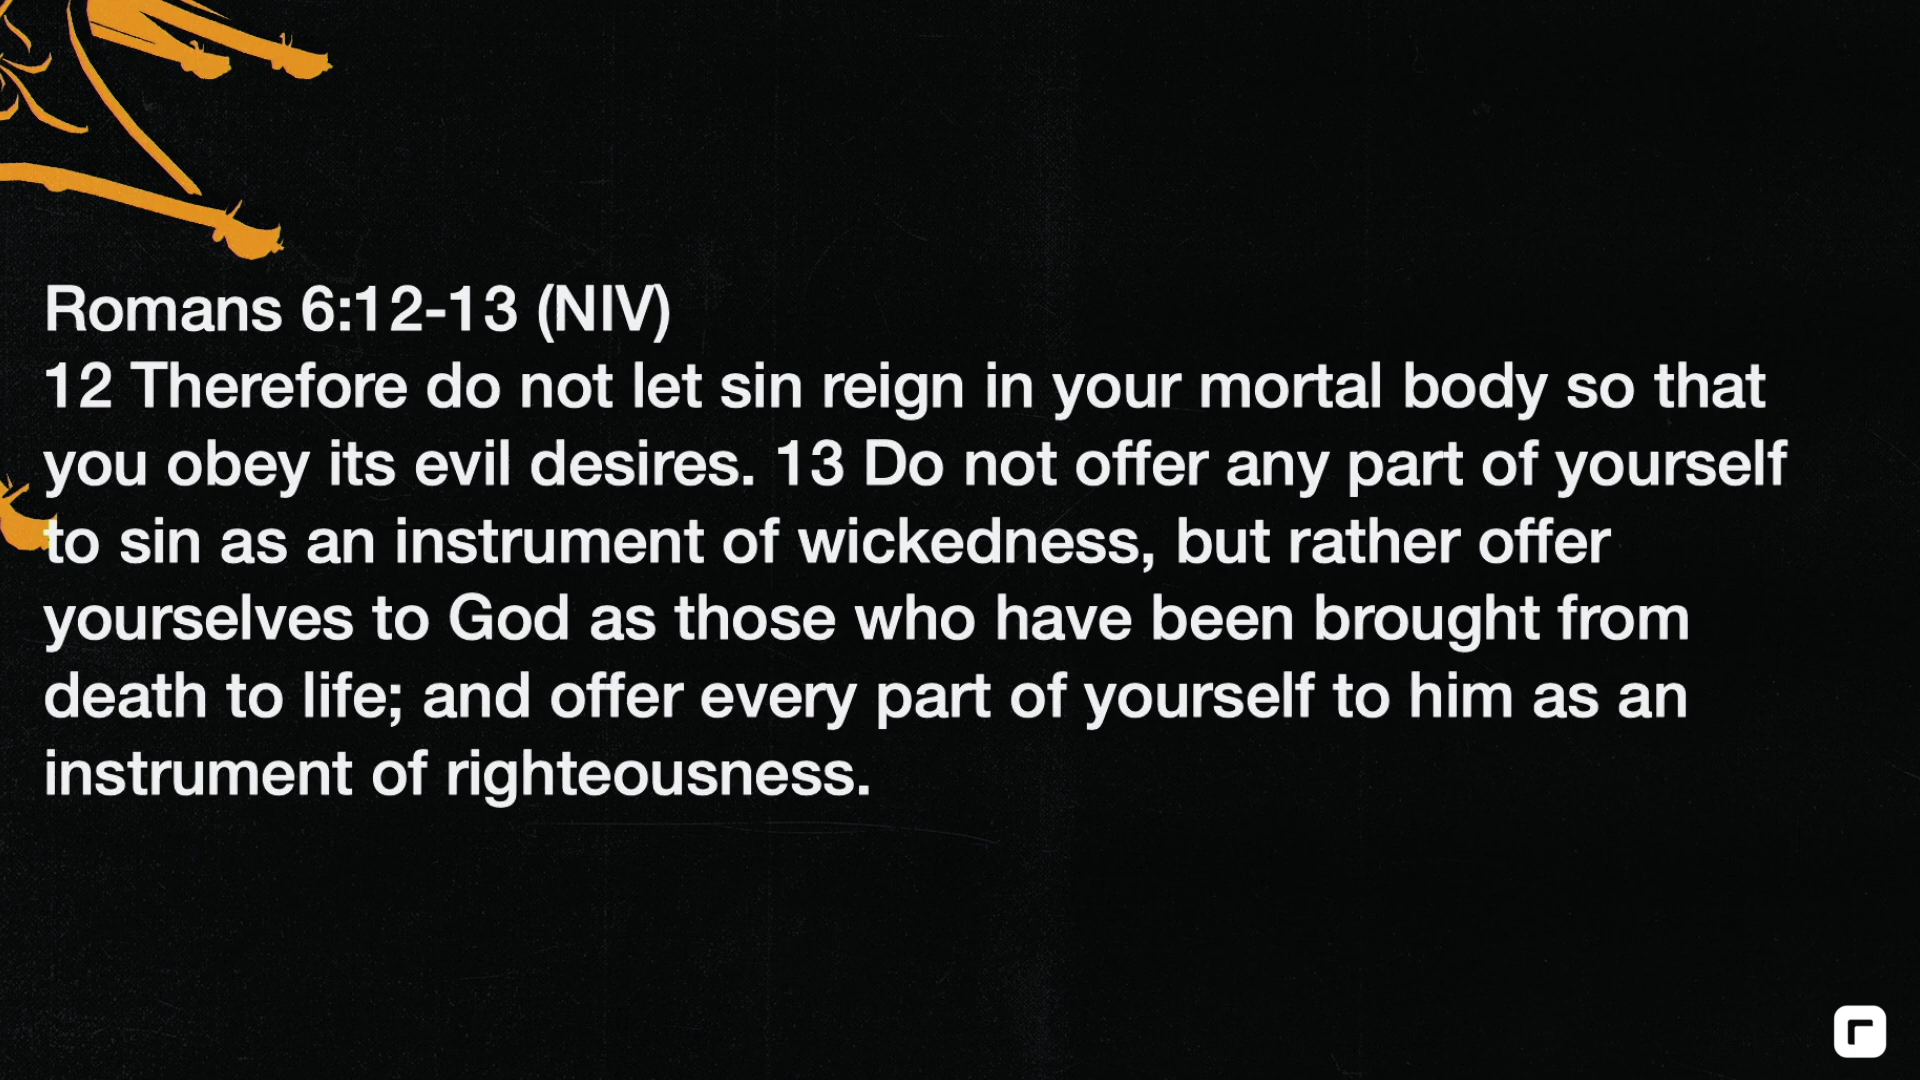 Romans 6:12-13 (NIV)
12 Therefore do not let sin reign in your mortal body so that
you obey its evil desires. 13 Do not offer any part of yourself
to sin as an instrument of wickedness, but rather offer
yourselves to God as those who have been brought from
death to life; and offer every part of yourself to him as an
instrument of righteousness.